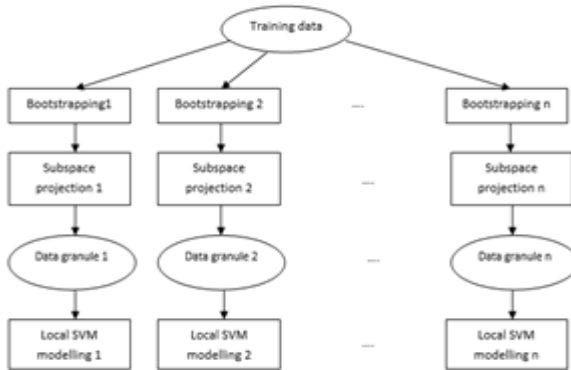 Training data
Bootstrapping1
Bootstrapping 2
....
Bootstrapping n
Subspace
projection 1
Subspace
projection 2
....
Subspace
projection n
Data granule 1
Data granule 2
....
Data granule n
Local SVM
modelling 1
Local SVM
modelling 2
....
Local SVM
modelling n